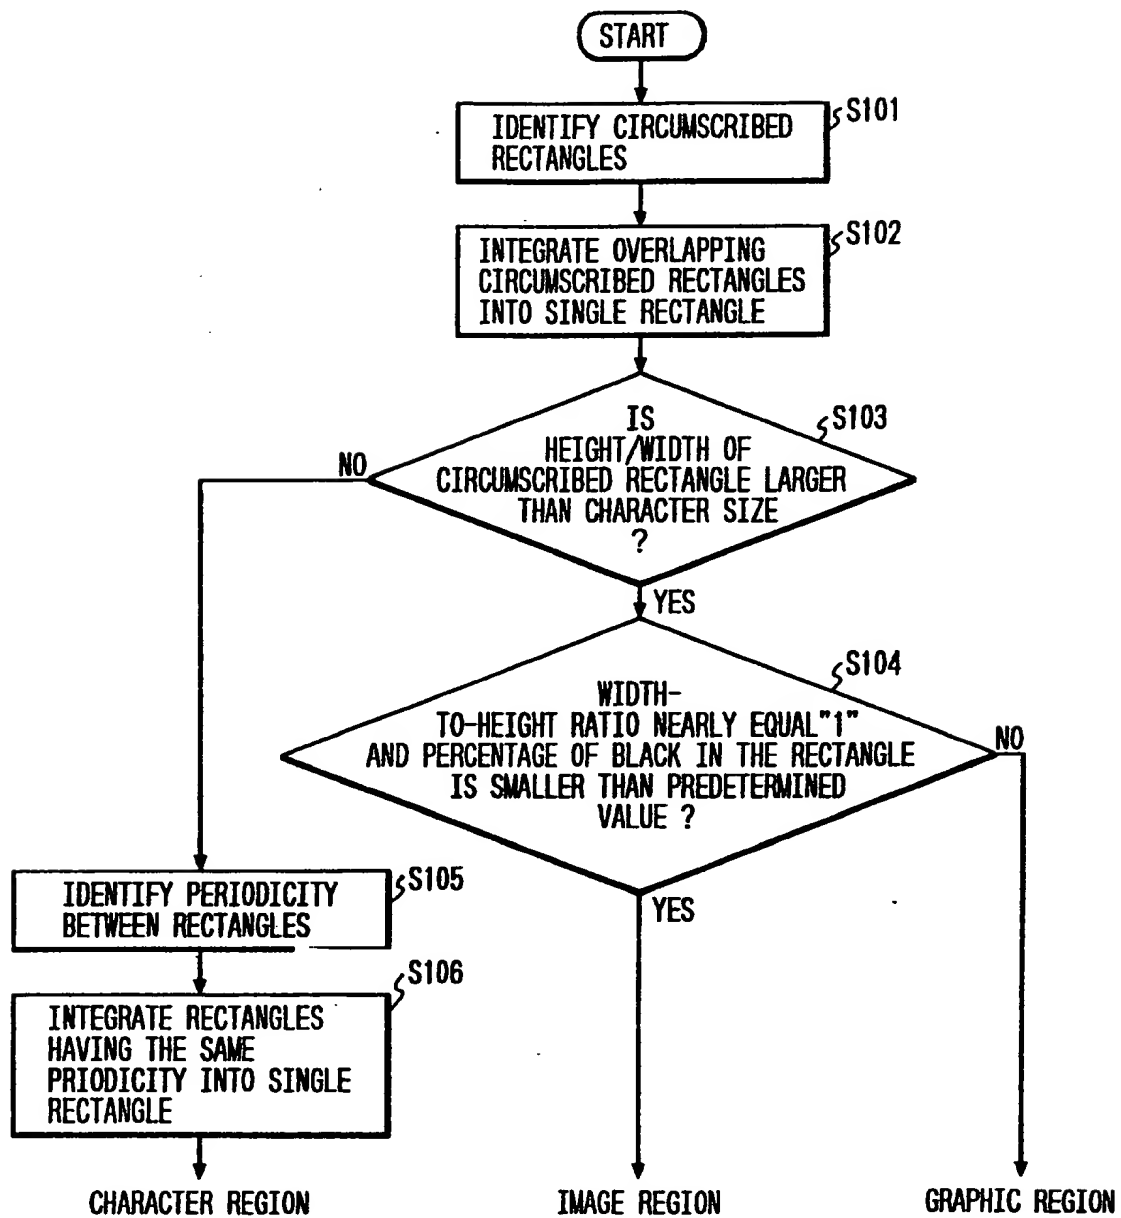 START
S101
IDENTIFY CIRCUMSCRIBED
RECTANGLES
S102
INTEGRATE OVERLAPPING
CIRCUMSCRIBED RECTANGLES
INTO SINGLE RECTANGLE
S103
IS
HEIGHT/WIDTH OF
CIRCUMSCRIBED RECTANGLE LARGER
THAN CHARACTER SIZE
?
NO
YES
S104
WIDTH-
TO-HEIGHT RATIO NEARLY EQUAL"1"
AND PERCENTAGE OF BLACK IN THE RECTANGLE
IS SMALLER THAN PREDETERMINED
VALUE ?
NO
YES
S105
IDENTIFY PERIODICITY
BETWEEN RECTANGLES
S106
INTEGRATE RECTANGLES
HAVING THE SAME
PRIODICITY INTO SINGLE
RECTANGLE
CHARACTER REGION
IMAGE REGION
GRAPHIC REGION